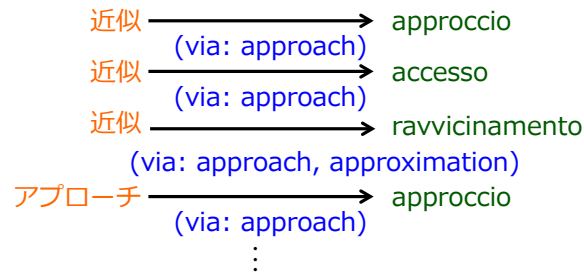 近似 approccio
(via: approach)
近似 accesso
(via: approach)
近似 ravvicinamento
(via: approach, approximation)
アプローチ approccio
(via: approach)
⋮